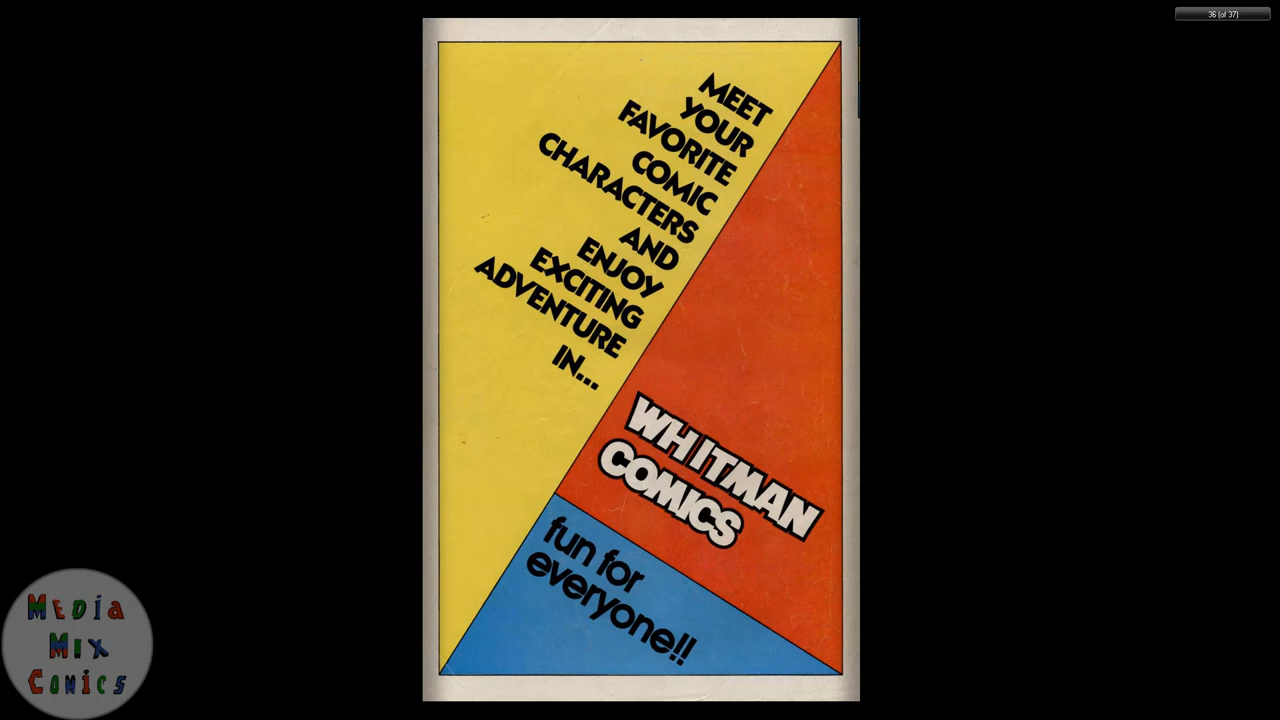 36 (of 37)
MEET
YOUR
FAVORITE
COMIC
CHARACTERS
AND
ENJOY
EXCITING
ADVENTURE
IN...
WHITMAN
COMICS
fun for
everyone!!
MEDiA
MiX
COMiCS